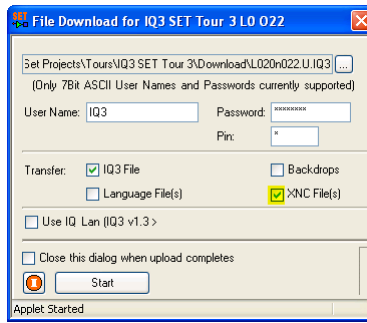 SET
File Download for IQ3 SET Tour 3 L0 O22
Set Projects\Tours\IQ3 SET Tour 3\Download\L020n022.U.IQ3 ...
(Only 7Bit ASCII User Names and Passwords currently supported)
User Name: IQ3 Password: ××××××××
Pin: ×
Transfer: IQ3 File Backdrops
Language File(s) XNC File(s)
Use IQ Lan (IQ3 v1.3 >
Close this dialog when upload completes
Start
Applet Started